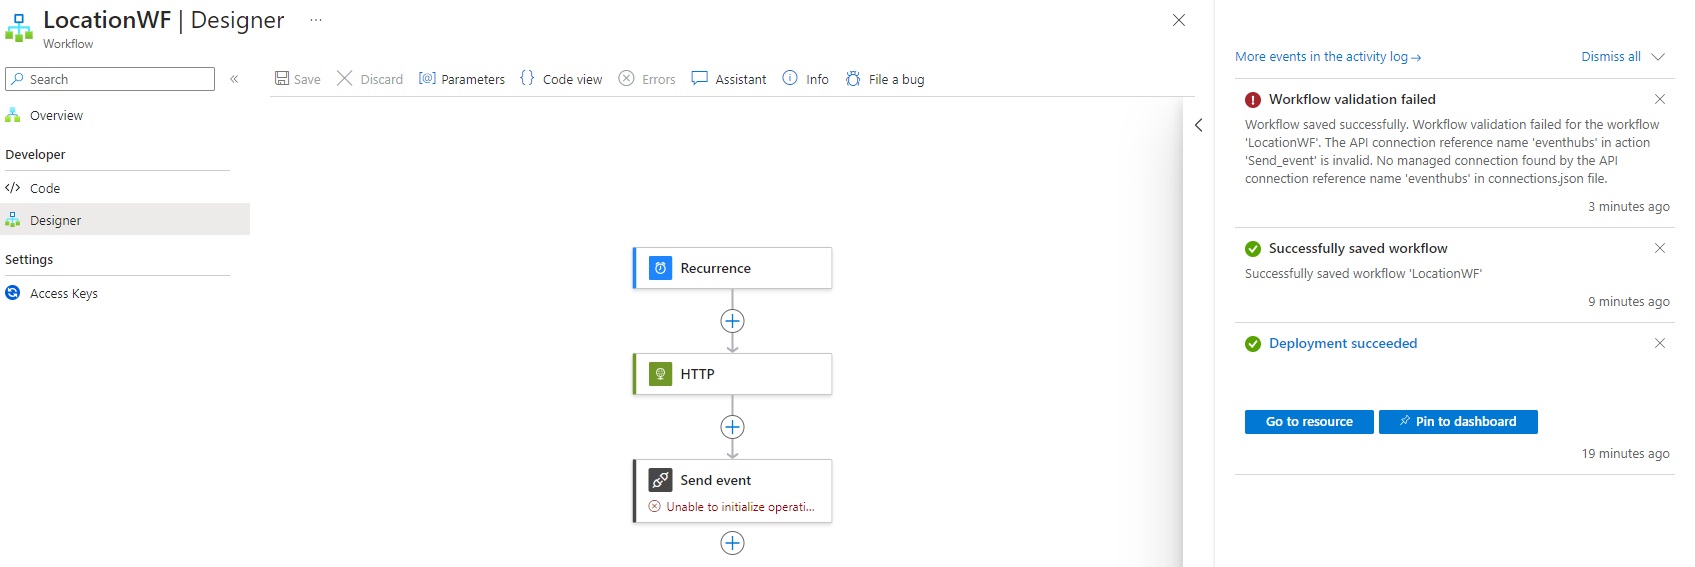 LocationWF | Designer ...
Workflow
Search «
Overview
Developer
</> Code
Designer
Settings
Access Keys
Save Discard [@] Parameters {} Code view Errors Assistant Info File a bug
Recurrence
HTTP
Send event
Unable to initialize operati...
More events in the activity log → Dismiss all
Workflow validation failed
Workflow saved successfully. Workflow validation failed for the workflow
'LocationWF'. The API connection reference name 'eventhubs' in action
'Send_event' is invalid. No managed connection found by the API
connection reference name 'eventhubs' in connections.json file.
3 minutes ago
Successfully saved workflow
Successfully saved workflow 'LocationWF'
9 minutes ago
Deployment succeeded
Go to resource Pin to dashboard
19 minutes ago